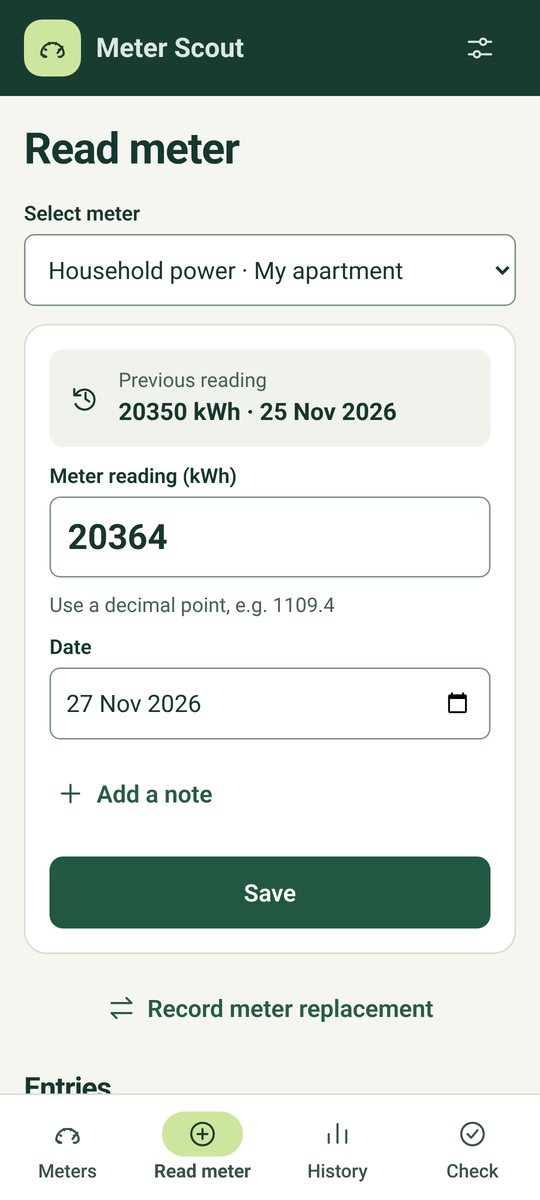 Meter Scout
Read meter
Select meter
Household power · My apartment
Previous reading
20350 kWh · 25 Nov 2026
Meter reading (kWh)
20364
Use a decimal point, e.g. 1109.4
Date
27 Nov 2026
Add a note
Save
Record meter replacement
Entries
Meters
Read meter
History
Check